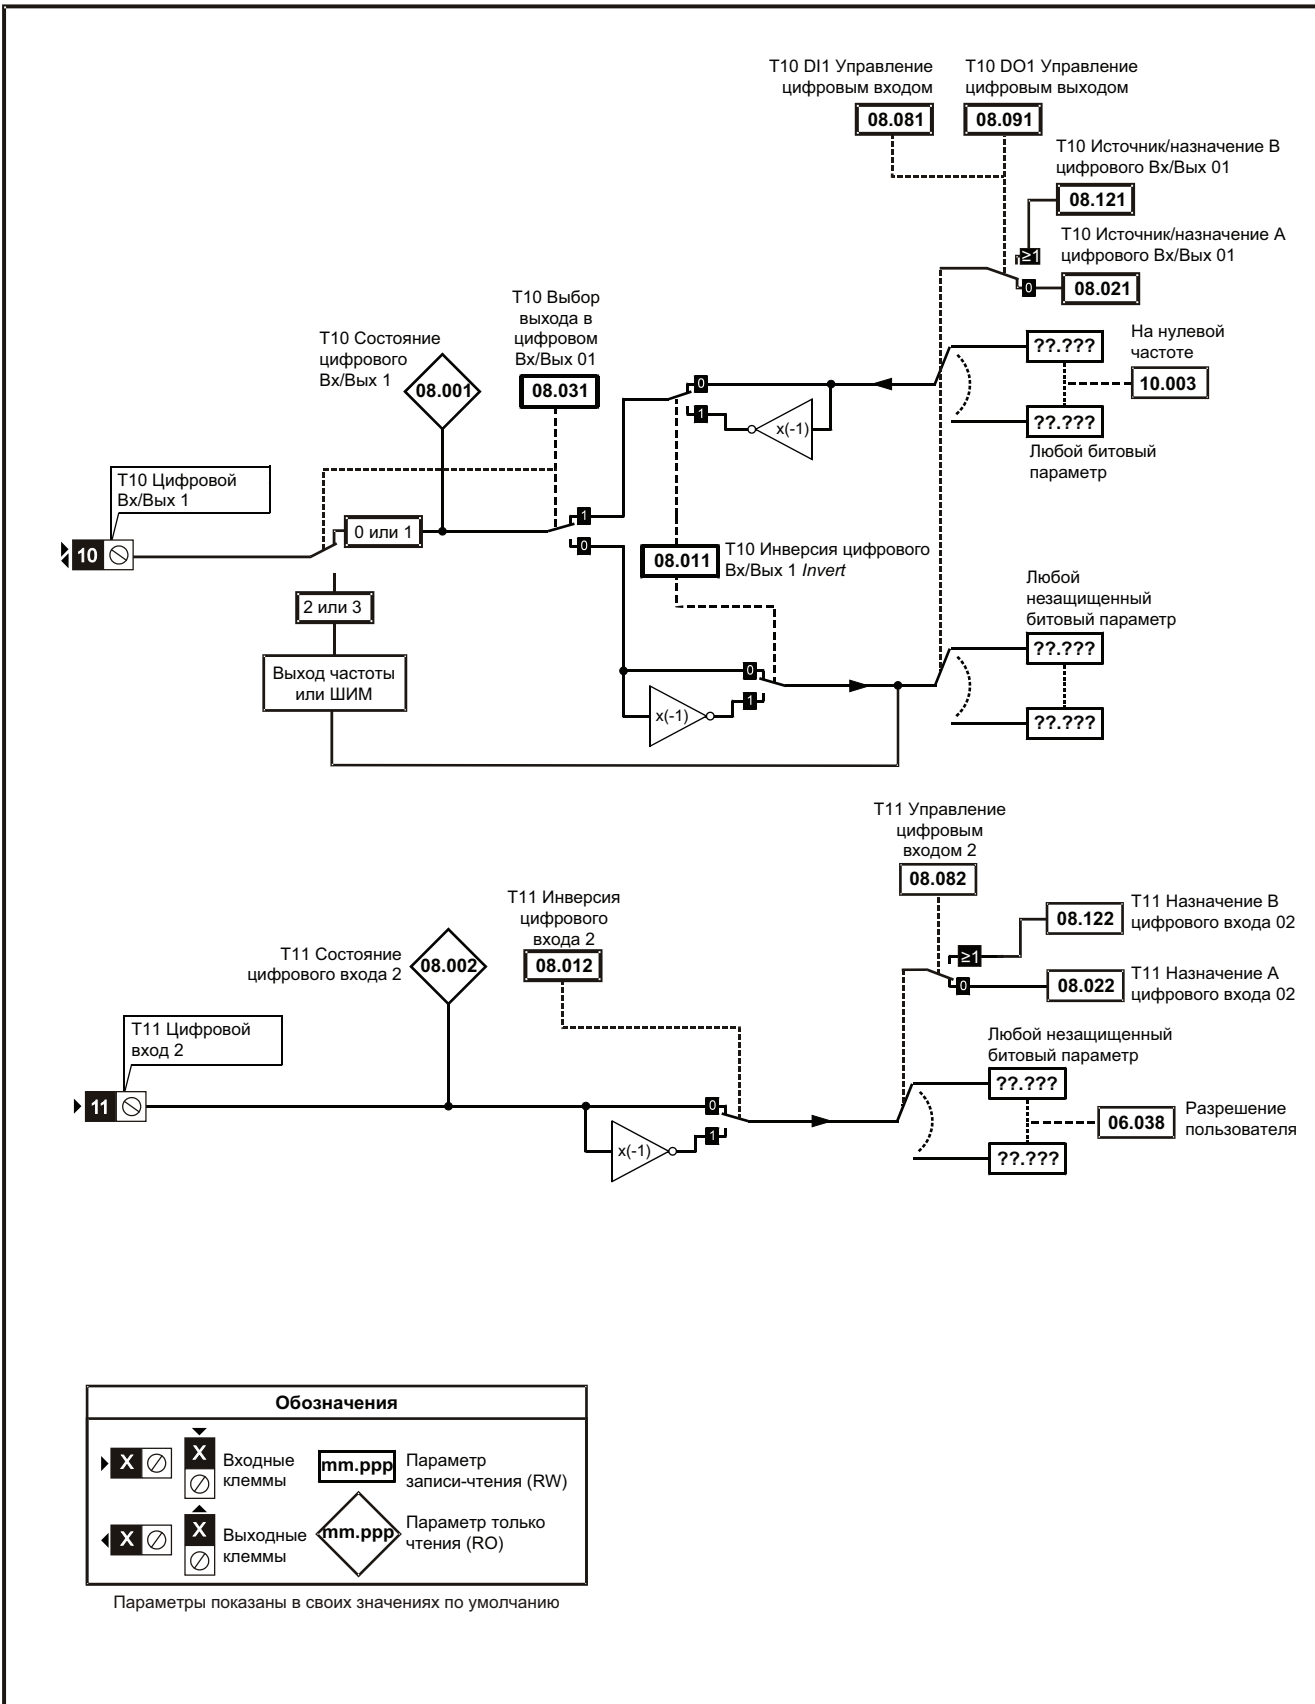 T10 DI1 Управление
цифровым входом
08.081
T10 DO1 Управление
цифровым выходом
08.091
T10 Источник/назначение B
цифрового Вх/Вых 01
08.121
≥1
T10 Источник/назначение A
цифрового Вх/Вых 01
0
08.021
T10 Выбор
выхода в
цифровом
Вх/Вых 01
08.031
T10 Состояние
цифрового
Вх/Вых 1
08.001
??.???
На нулевой
частоте
10.003
??.???
Любой битовый
параметр
0
1
x(-1)
T10 Цифровой
Вх/Вых 1
10
0 или 1
1
0
08.011
T10 Инверсия цифрового
Вх/Вых 1 Invert
2 или 3
Выход частоты
или ШИМ
0
1
x(-1)
Любой
незащищенный
битовый параметр
??.???
??.???
T11 Управление
цифровым
входом 2
08.082
T11 Инверсия
цифрового
входа 2
08.012
T11 Состояние
цифрового входа 2
08.002
≥1
0
08.122
T11 Назначение B
цифрового входа 02
08.022
T11 Назначение A
цифрового входа 02
T11 Цифровой
вход 2
11
0
1
x(-1)
Любой незащищенный
битовый параметр
??.???
06.038
Разрешение
пользователя
??.???
Обозначения
X
X
Входные
клеммы
mm.ppp
Параметр
записи-чтения (RW)
X
X
Выходные
клеммы
mm.ppp
Параметр только
чтения (RO)
Параметры показаны в своих значениях по умолчанию